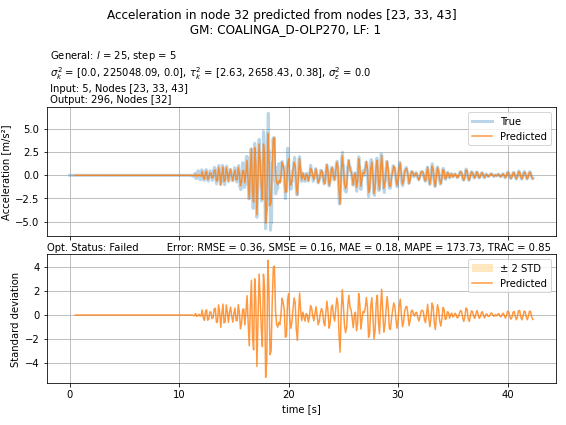 Acceleration in node 32 predicted from nodes [23, 33, 43]
GM: COALINGA_D-OLP270, LF: 1
General: l = 25, step = 5
σ²ₖ = [0.0, 225048.09, 0.0], τ²ₖ = [2.63, 2658.43, 0.38], σ²ε = 0.0
Input: 5, Nodes [23, 33, 43]
Output: 296, Nodes [32]
Acceleration [m/s²]
5.0
2.5
0.0
−2.5
−5.0
True
Predicted
Opt. Status: Failed
Error: RMSE = 0.36, SMSE = 0.16, MAE = 0.18, MAPE = 173.73, TRAC = 0.85
Standard deviation
4
2
0
−2
−4
± 2 STD
Predicted
0
10
20
30
40
time [s]